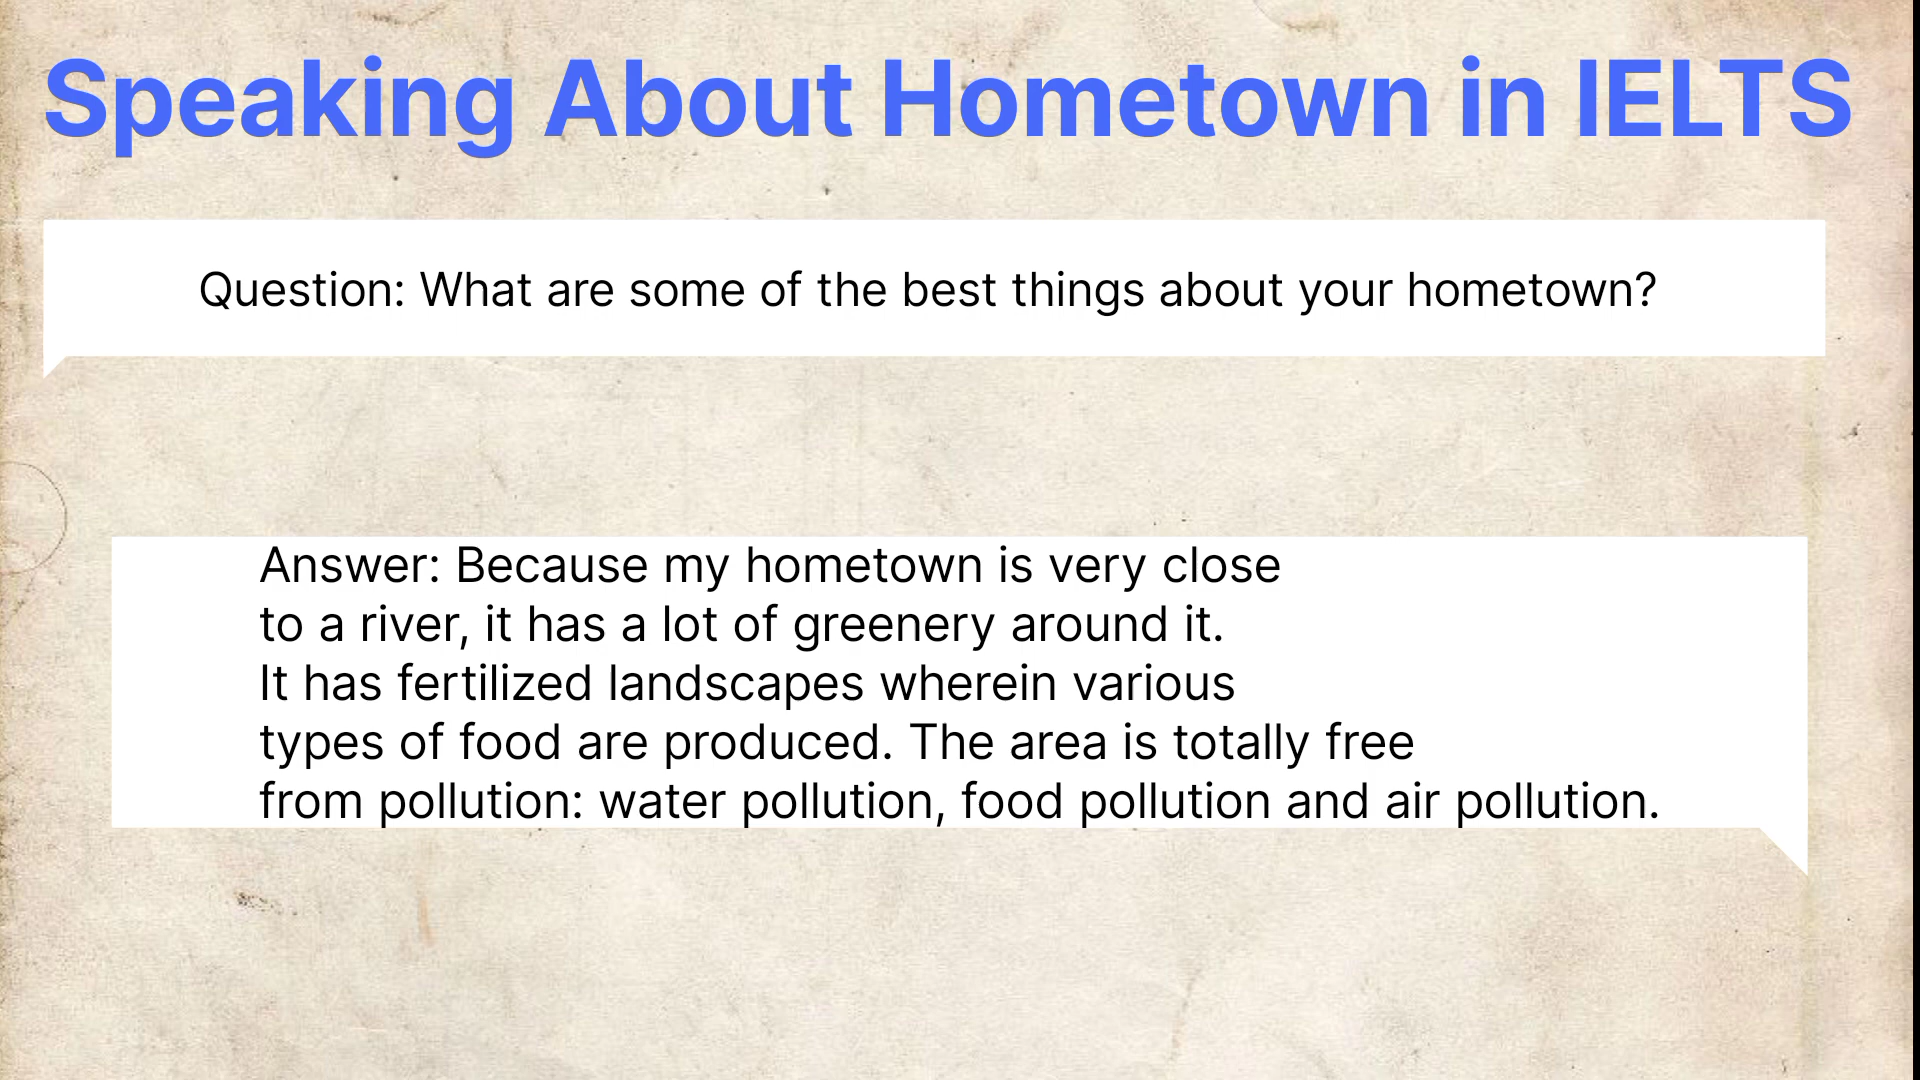 Speaking About Hometown in IELTS
Question: What are some of the best things about your hometown?
Answer: Because my hometown is very close
to a river, it has a lot of greenery around it.
It has fertilized landscapes wherein various
types of food are produced. The area is totally free
from pollution: water pollution, food pollution and air pollution.